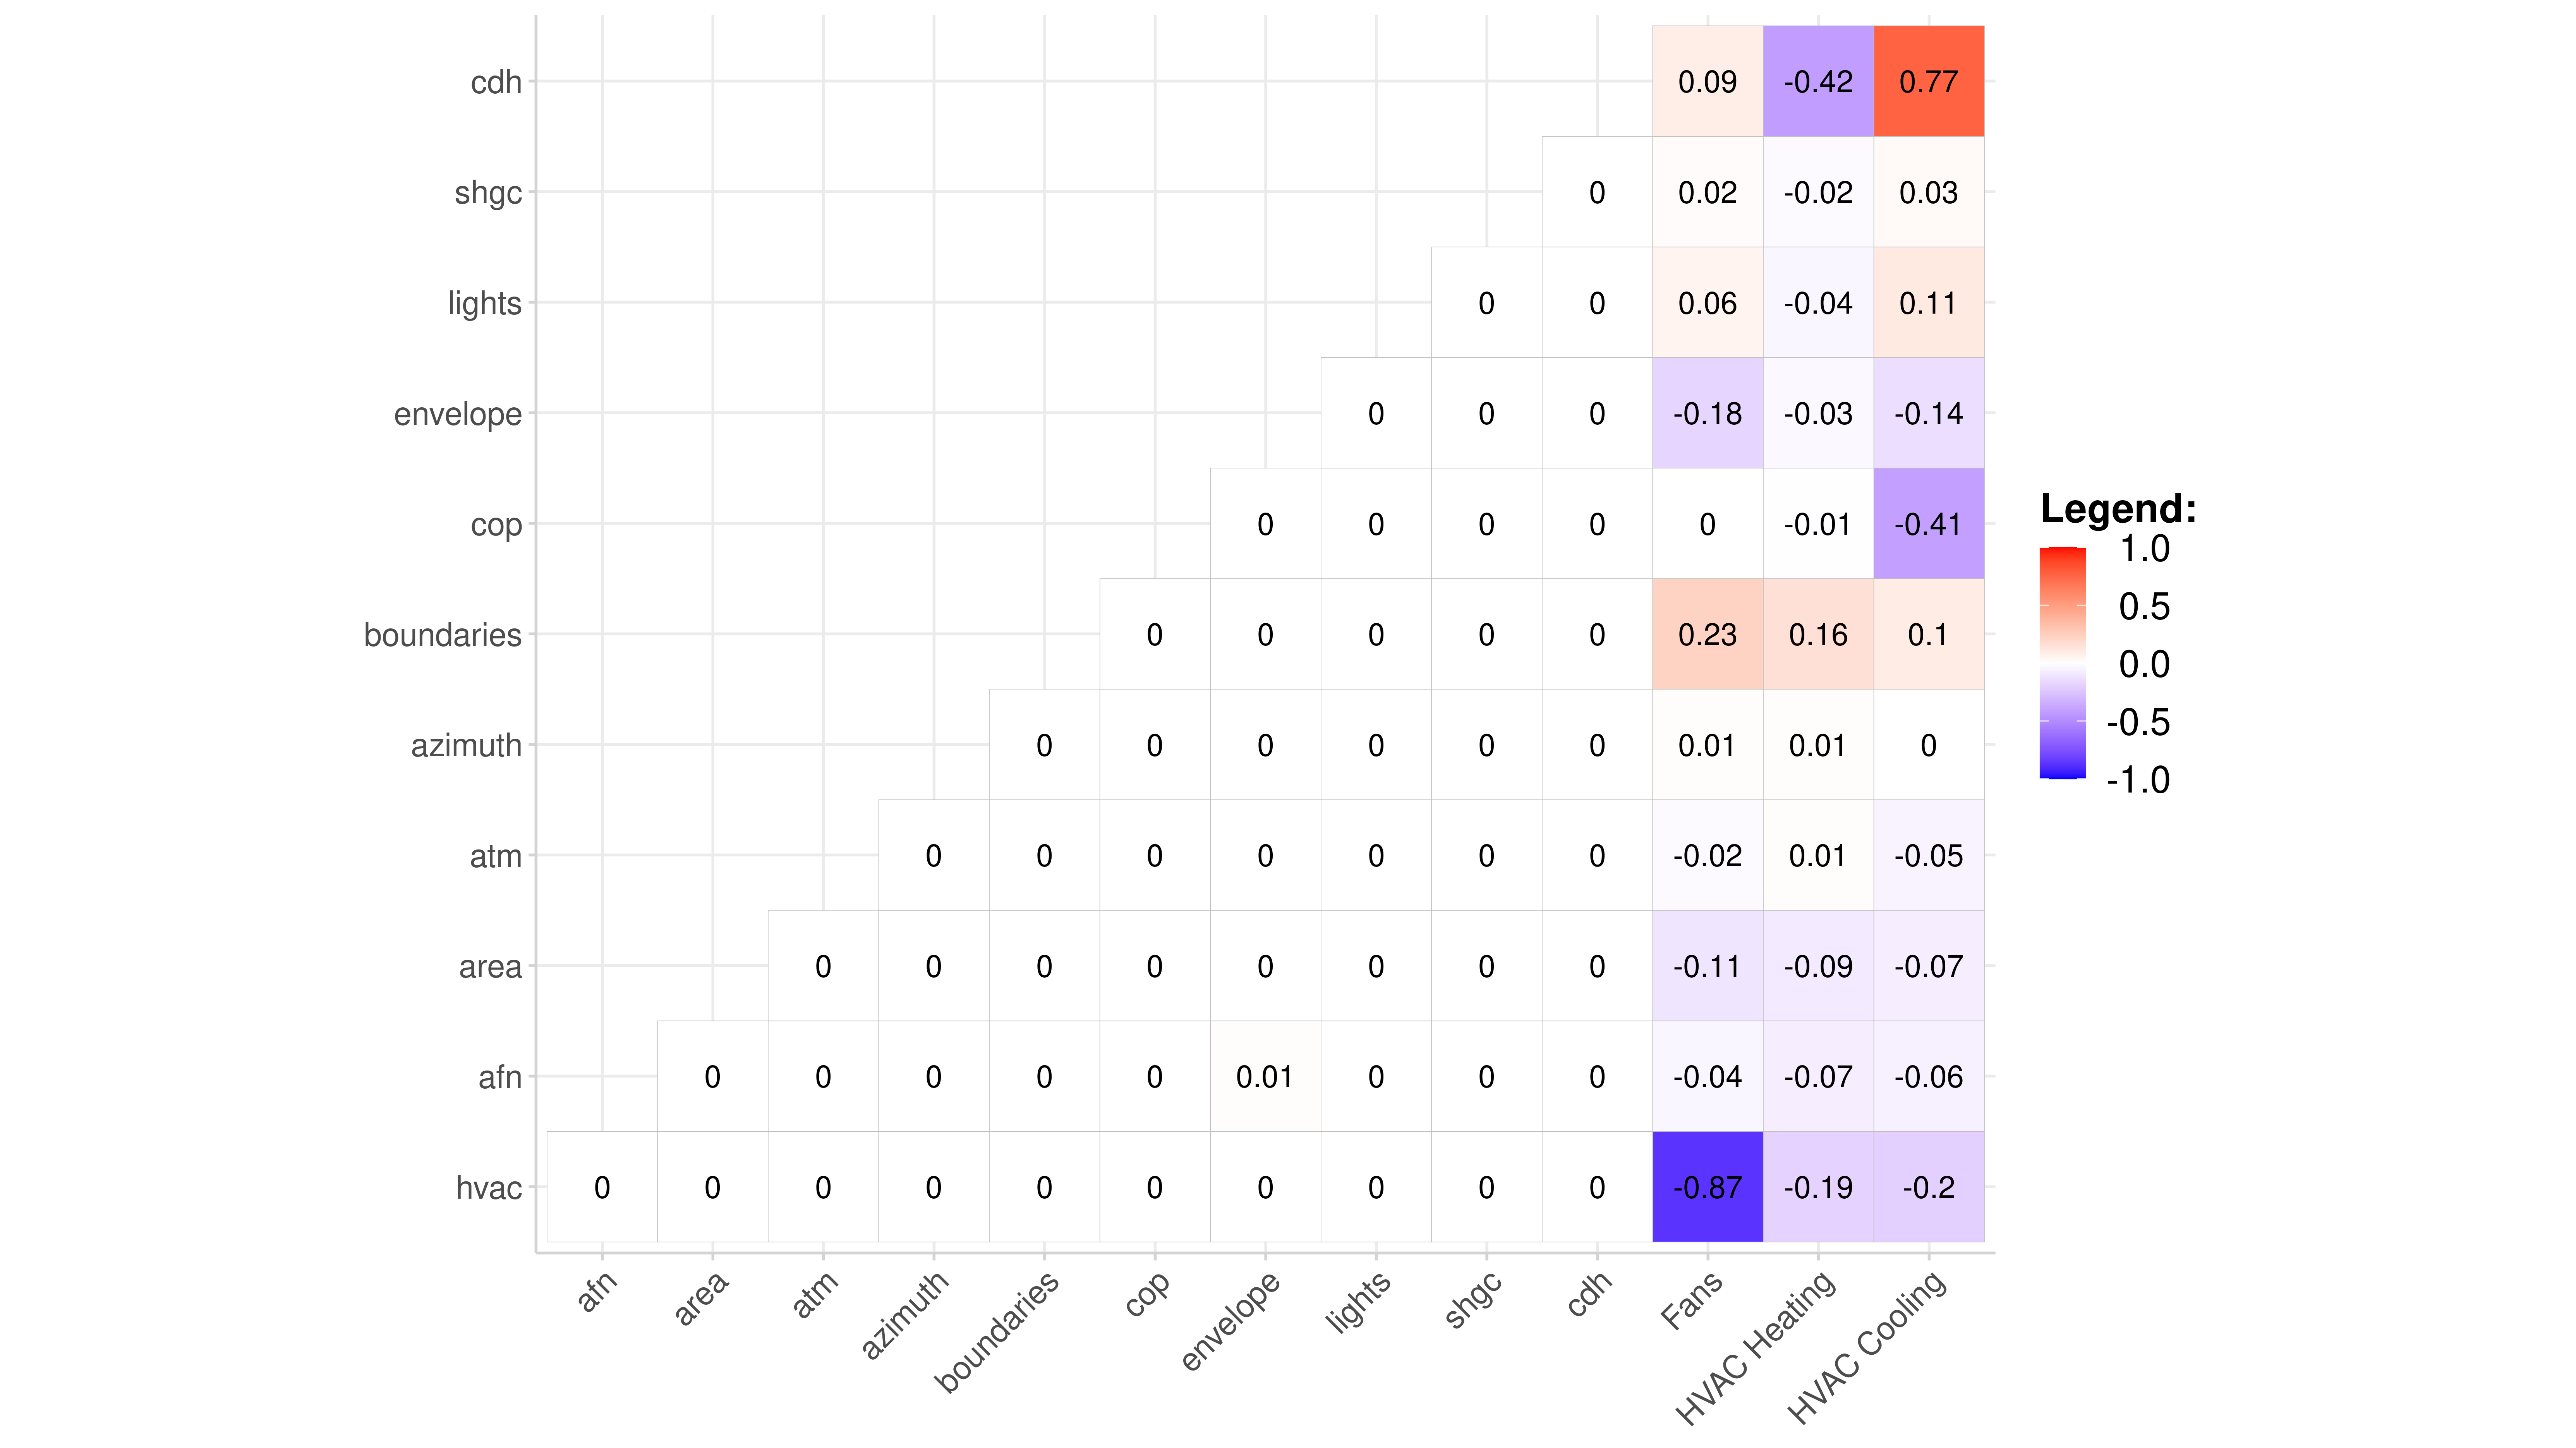 cdh 0.09 -0.42 0.77
shgc 0 0.02 -0.02 0.03
lights 0 0 0.06 -0.04 0.11
envelope 0 0 0 -0.18 -0.03 -0.14
cop 0 0 0 0 0 -0.01 -0.41
boundaries 0 0 0 0 0 0.23 0.16 0.1
azimuth 0 0 0 0 0 0 0.01 0.01 0
atm 0 0 0 0 0 0 0 -0.02 0.01 -0.05
area 0 0 0 0 0 0 0 0 -0.11 -0.09 -0.07
afn 0 0 0 0 0 0.01 0 0 0 -0.04 -0.07 -0.06
hvac 0 0 0 0 0 0 0 0 0 0 -0.87 -0.19 -0.2
afn area atm azimuth boundaries cop envelope lights shgc cdh Fans HVAC Heating HVAC Cooling
Legend:
1.0
0.5
0.0
-0.5
-1.0